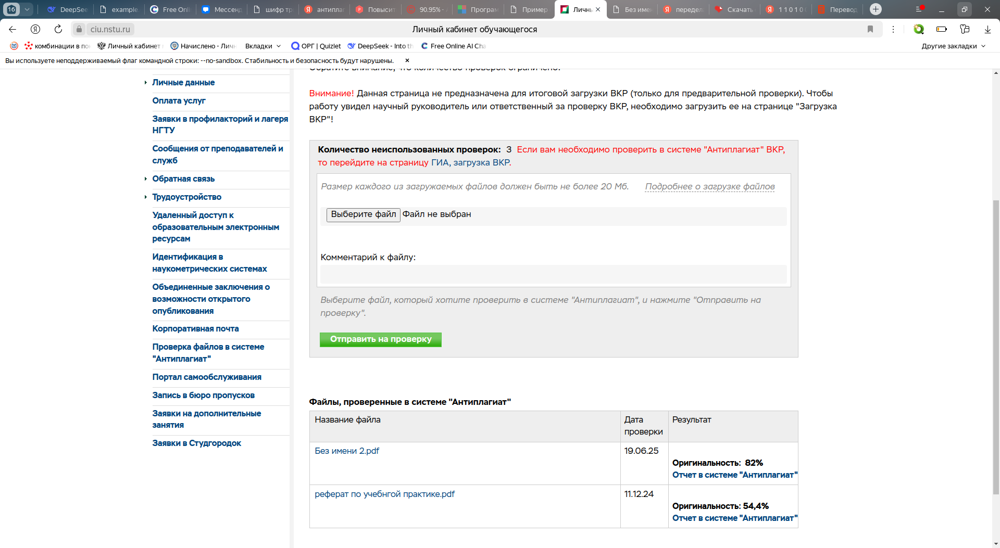 16
DeepSee
example.
Free Onl
Мессенд
шифр тр
антиплаг
Повысит
90.95% -
Програм
Пример
Личн
Без имен
передел
Скачать
1 1 0 1 0
Перевод
ciu.nstu.ru
Личный кабинет обучающегося
комбинации в по
Личный кабинет
Начислено - Личн
Вкладки
ОРГ | Quizlet
DeepSeek - Into th
Free Online AI Cha
Другие закладки
Вы используете неподдерживаемый флаг командной строки: --no-sandbox. Стабильность и безопасность будут нарушены.
Обратите внимание, что количество проверок ограничено!
Личные данные
Оплата услуг
Заявки в профилакторий и лагеря
НГТУ
Сообщения от преподавателей и
служб
Обратная связь
Трудоустройство
Удаленный доступ к
образовательным электронным
ресурсам
Идентификация в
наукометрических системах
Объединенные заключения о
возможности открытого
опубликования
Корпоративная почта
Проверка файлов в системе
"Антиплагиат"
Портал самообслуживания
Запись в бюро пропусков
Заявки на дополнительные
занятия
Заявки в Студгородок
Внимание! Данная страница не предназначена для итоговой загрузки ВКР (только для предварительной проверки). Чтобы
работу увидел научный руководитель или ответственный за проверку ВКР, необходимо загрузить ее на странице "Загрузка
ВКР"!
Количество неиспользованных проверок: 3 Если вам необходимо проверить в системе "Антиплагиат" ВКР,
то перейдите на страницу ГИА, загрузка ВКР.
Размер каждого из загружаемых файлов должен быть не более 20 Мб. Подробнее о загрузке файлов
Выберите файл Файл не выбран
Комментарий к файлу:
Выберите файл, который хотите проверить в системе "Антиплагиат", и нажмите "Отправить на
проверку".
Отправить на проверку
Файлы, проверенные в системе "Антиплагиат"
Название файла
Дата
проверки
Результат
Без имени 2.pdf
19.06.25
Оригинальность: 82%
Отчет в системе "Антиплагиат"
реферат по учебнгой практике.pdf
11.12.24
Оригинальность: 54,4%
Отчет в системе "Антиплагиат"